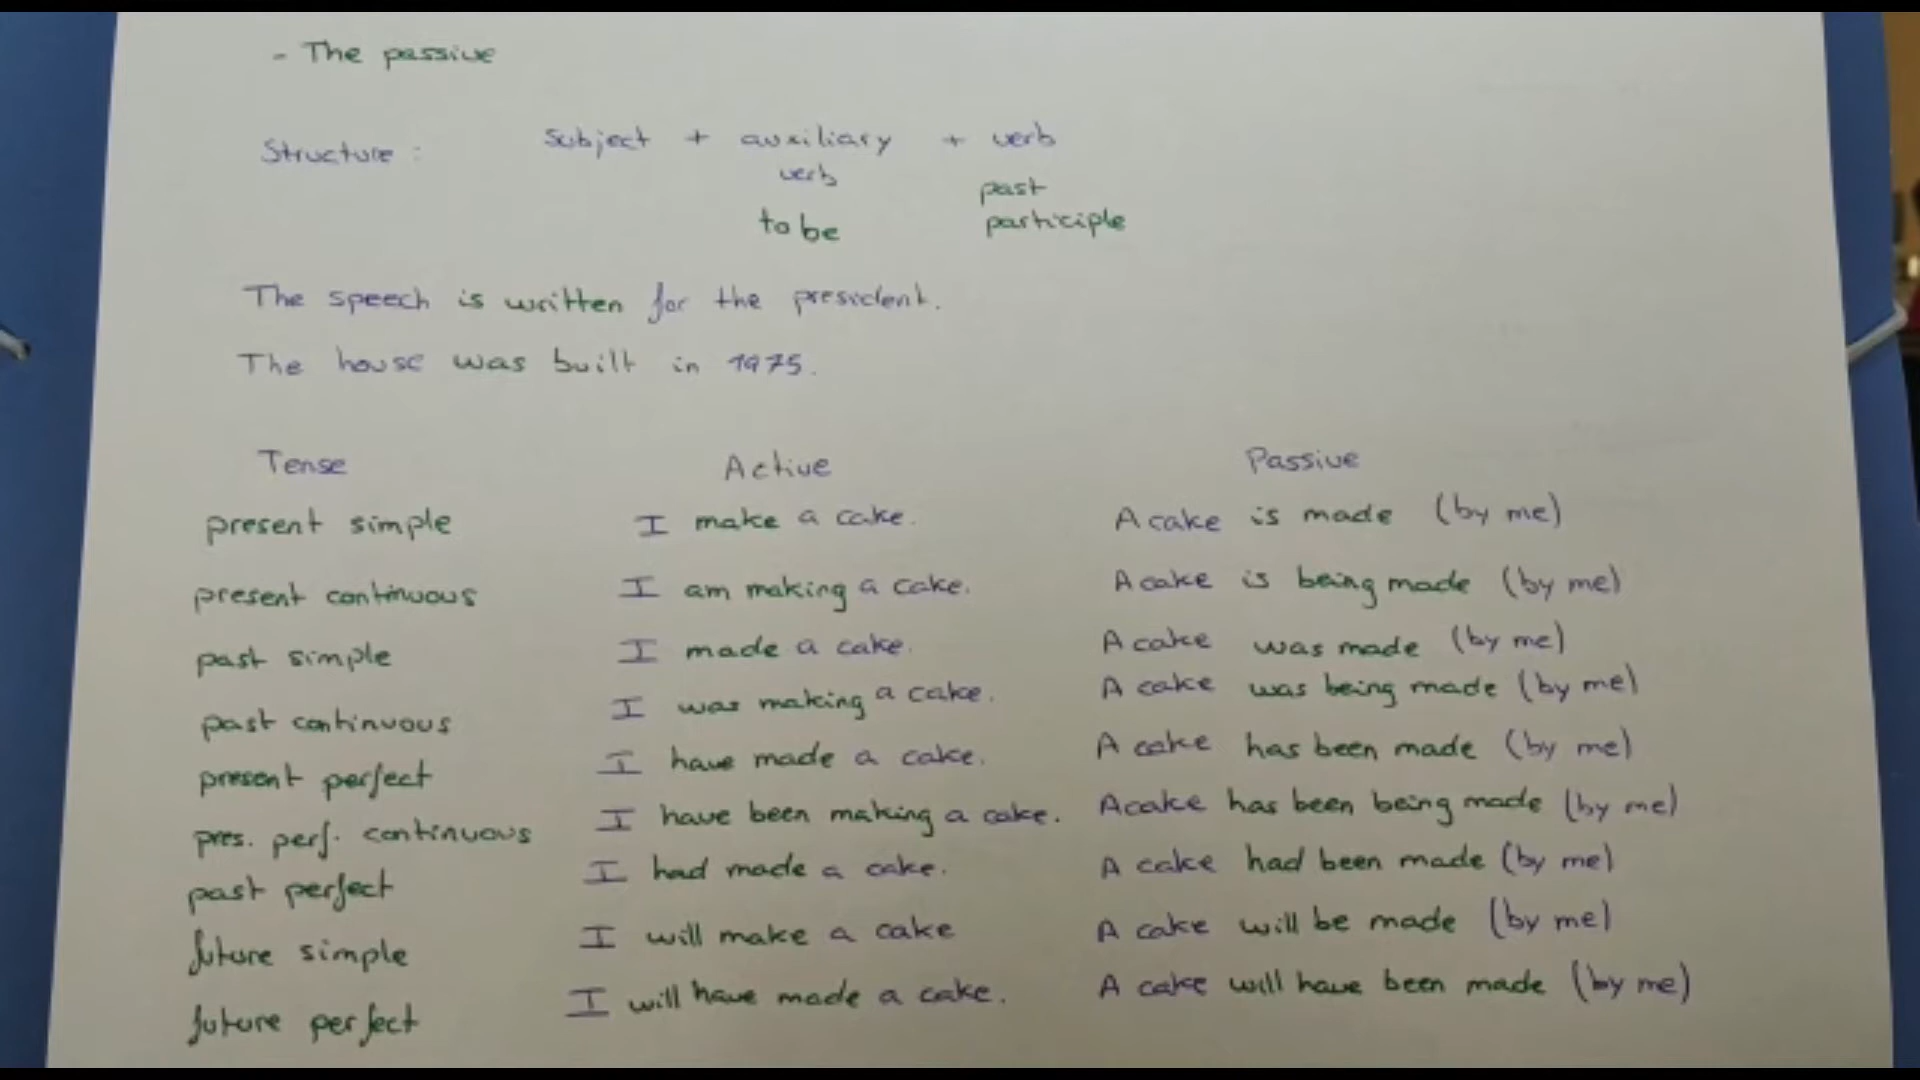 - The passive
Structure : Subject + auxiliary + verb
verb past
to be participle
The speech is written for the president.
The house was built in 1975.
Tense Active Passive
present simple I make a cake. A cake is made (by me)
present continuous I am making a cake. A cake is being made (by me)
past simple I made a cake. A cake was made (by me)
past continuous I was making a cake. A cake was being made (by me)
present perfect I have made a cake. A cake has been made (by me)
pres. perf. continuous I have been making a cake. A cake has been being made (by me)
past perfect I had made a cake. A cake had been made (by me)
future simple I will make a cake A cake will be made (by me)
future perfect I will have made a cake. A cake will have been made (by me)